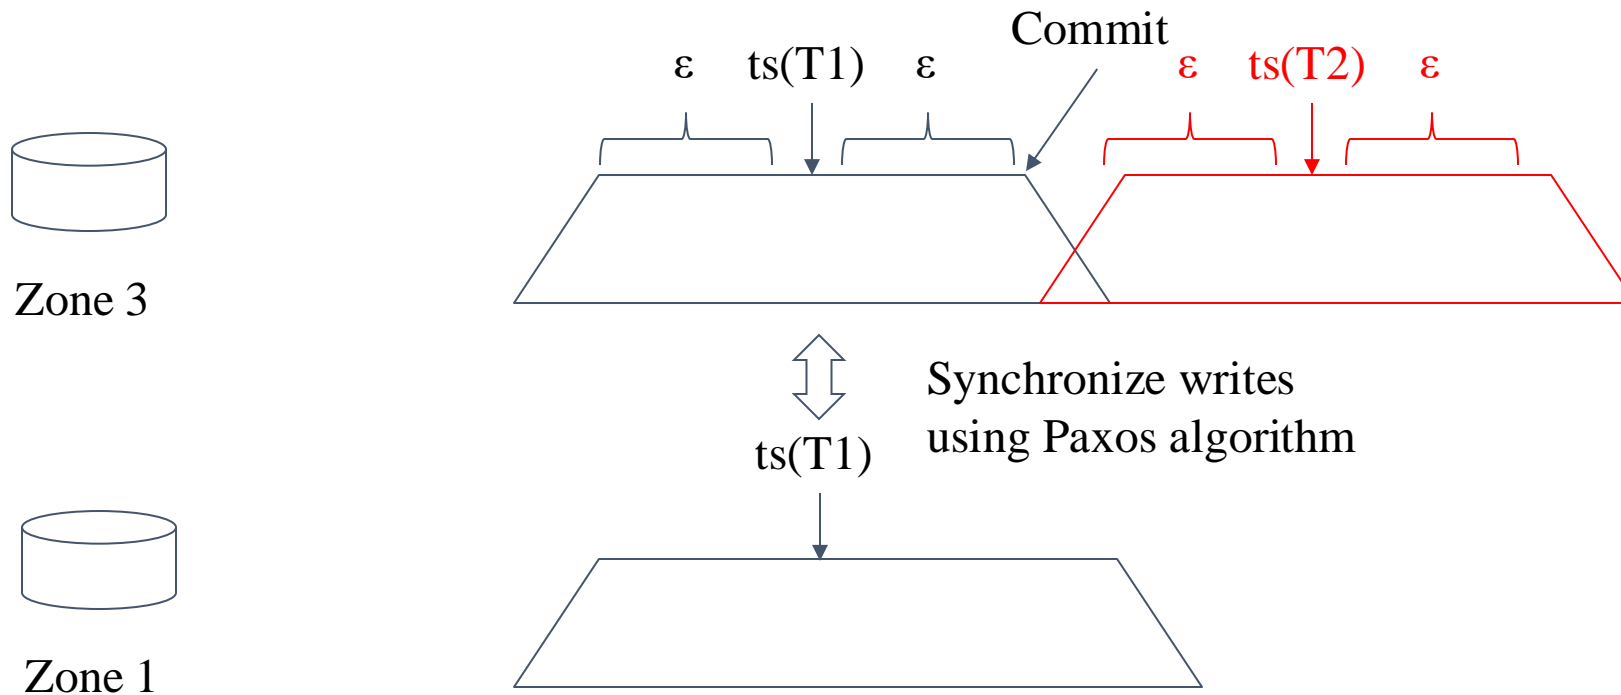 Commit
ε ts(T1) ε ε ts(T2) ε
Zone 3
Synchronize writes
using Paxos algorithm
ts(T1)
Zone 1